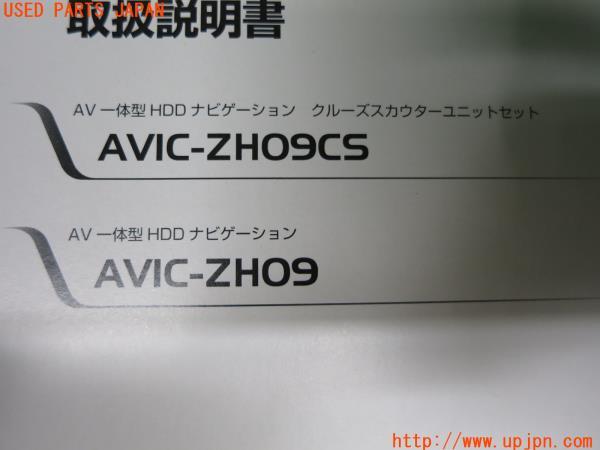 USED PARTS JAPAN
取扱説明書
AV 一体型 HDD ナビゲーション　クルーズスカウターユニットセット
AVIC-ZH09CS
AV 一体型 HDD ナビゲーション
AVIC-ZH09
http://www.upjpn.com/